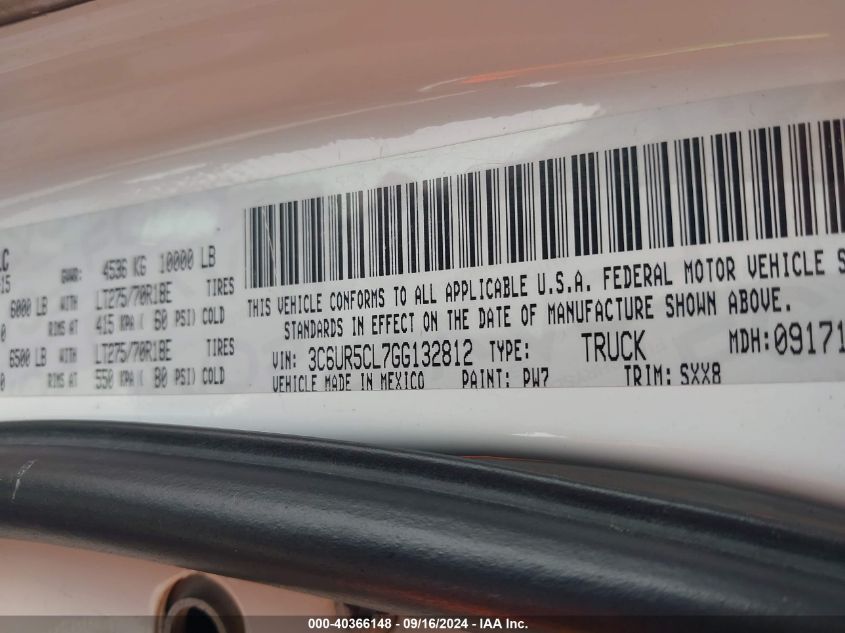 LC
GVWR: 4536 KG 10000 LB
6000 LB WITH LT275/70R18E TIRES
RIMS AT 415 KPA ( 60 PSI) COLD
6500 LB WITH LT275/70R18E TIRES
RIMS AT 550 KPA ( 80 PSI) COLD
THIS VEHICLE CONFORMS TO ALL APPLICABLE U.S.A. FEDERAL MOTOR VEHICLE S
STANDARDS IN EFFECT ON THE DATE OF MANUFACTURE SHOWN ABOVE.
VIN: 3C6UR5CL7GG132812 TYPE: TRUCK MDH: 09171
VEHICLE MADE IN MEXICO PAINT: PW7 TRIM: SXX8
000-40366148 - 09/16/2024 - IAA Inc.